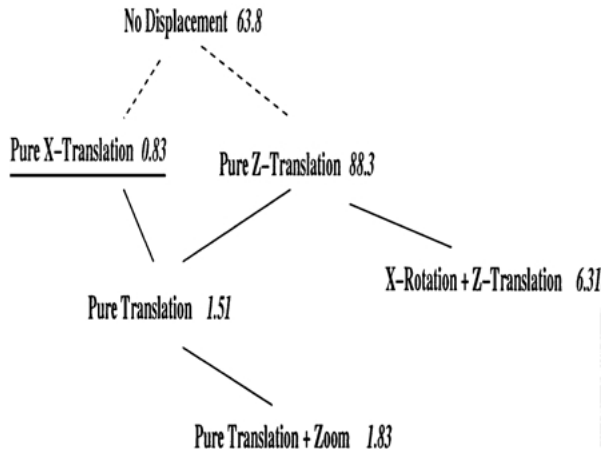 No Displacement 63.8
Pure X-Translation 0.83
Pure Z-Translation 88.3
X-Rotation + Z-Translation 6.31
Pure Translation 1.51
Pure Translation + Zoom 1.83